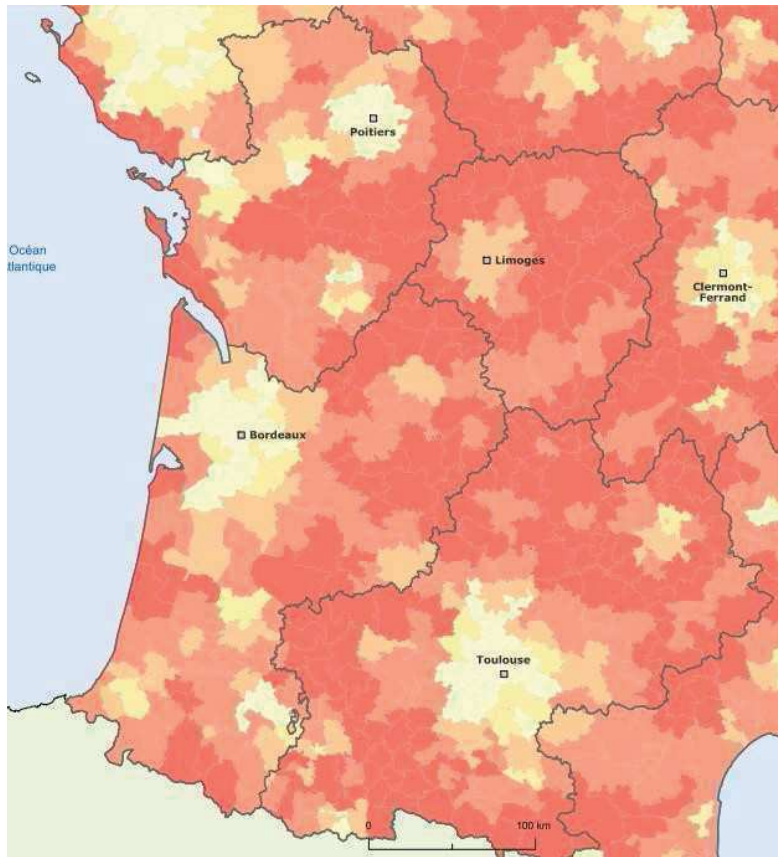 Poitiers
Océan
tlantique
Limoges
Clermont-
Ferrand
Bordeaux
Toulouse
0 100 km